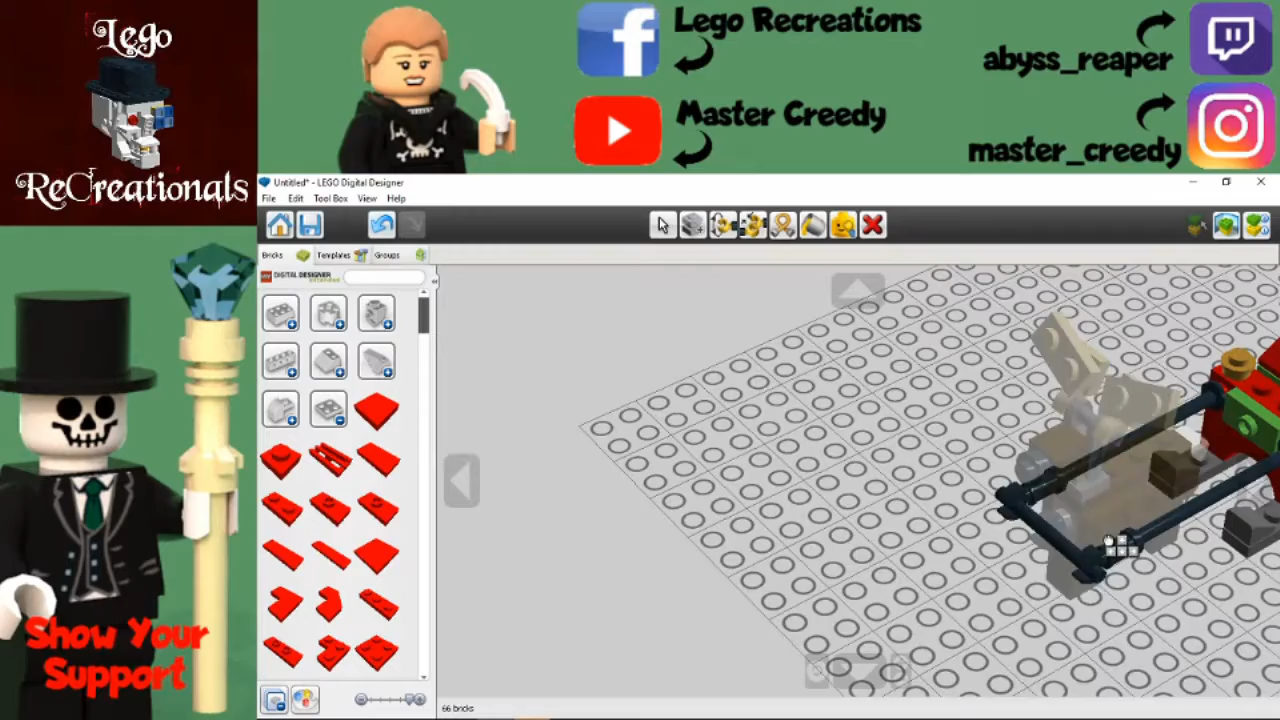 Lego
ReCreationals
Lego Recreations
Master Creedy
abyss_reaper
master_creedy
Untitled* - LEGO Digital Designer
File Edit Tool Box View Help
Bricks Templates Groups
DIGITAL DESIGNER
66 bricks
Show Your
Support